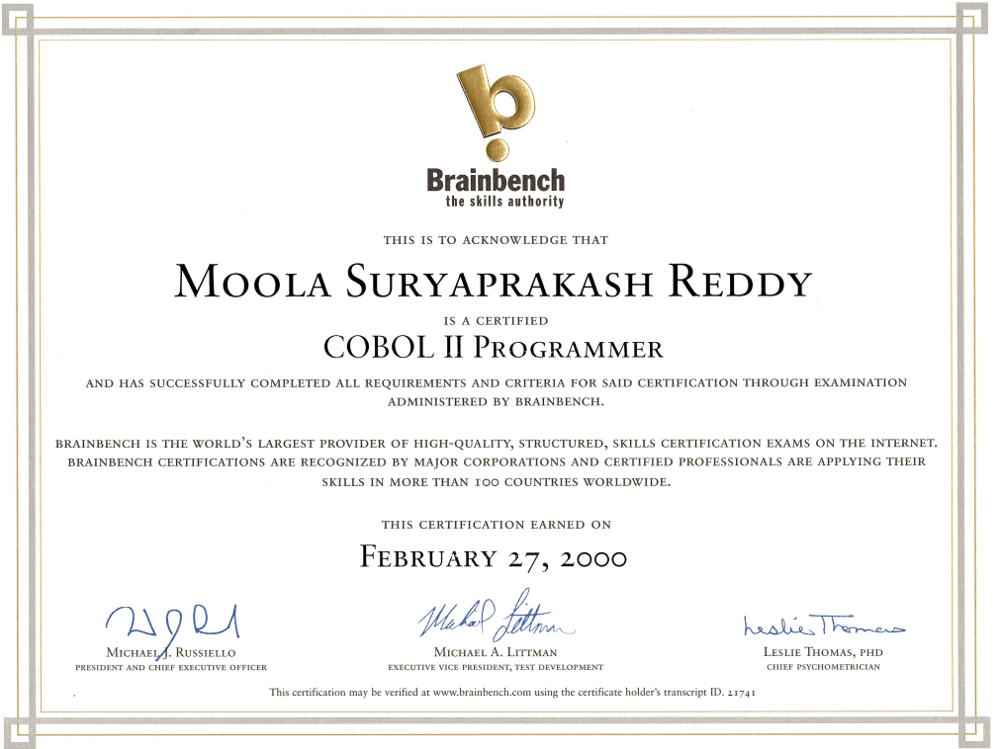 Brainbench
the skills authority
THIS IS TO ACKNOWLEDGE THAT
MOOLA SURYAPRAKASH REDDY
IS A CERTIFIED
COBOL II PROGRAMMER
AND HAS SUCCESSFULLY COMPLETED ALL REQUIREMENTS AND CRITERIA FOR SAID CERTIFICATION THROUGH EXAMINATION
ADMINISTERED BY BRAINBENCH.
BRAINBENCH IS THE WORLD'S LARGEST PROVIDER OF HIGH-QUALITY, STRUCTURED, SKILLS CERTIFICATION EXAMS ON THE INTERNET.
BRAINBENCH CERTIFICATIONS ARE RECOGNIZED BY MAJOR CORPORATIONS AND CERTIFIED PROFESSIONALS ARE APPLYING THEIR
SKILLS IN MORE THAN 100 COUNTRIES WORLDWIDE.
THIS CERTIFICATION EARNED ON
FEBRUARY 27, 2000
Michael Littman
Leslie Thomas
MICHAEL J. RUSSIELLO
PRESIDENT AND CHIEF EXECUTIVE OFFICER
MICHAEL A. LITTMAN
EXECUTIVE VICE PRESIDENT, TEST DEVELOPMENT
LESLIE THOMAS, PHD
CHIEF PSYCHOMETRICIAN
This certification may be verified at www.brainbench.com using the certificate holder's transcript ID. 21741